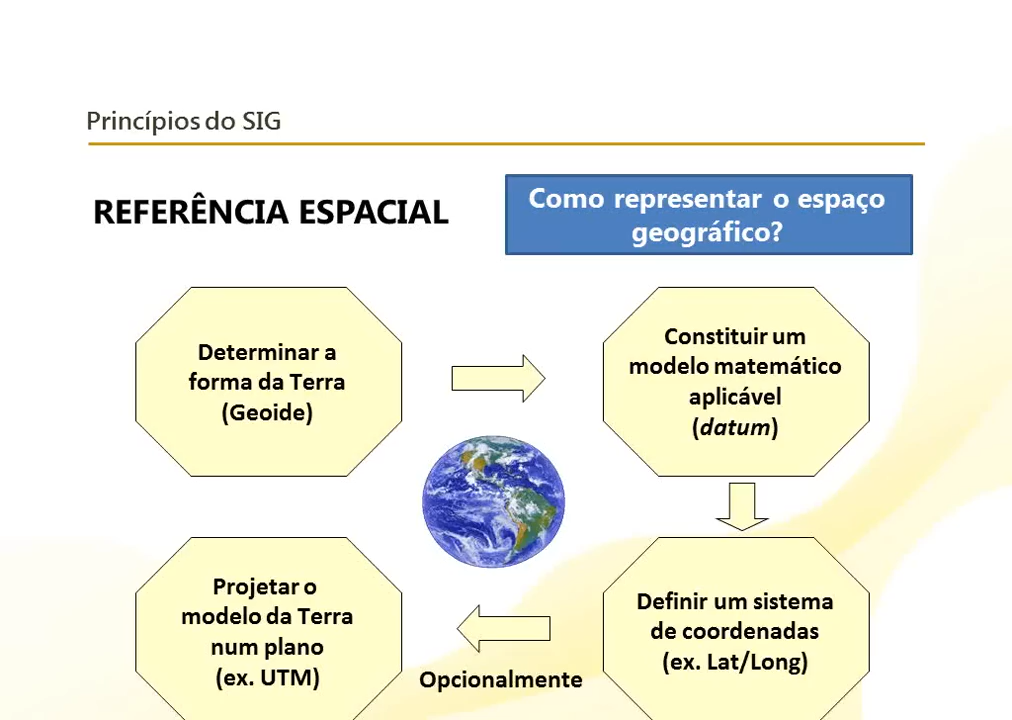 Princípios do SIG
REFERÊNCIA ESPACIAL
Como representar o espaço
geográfico?
Determinar a
forma da Terra
(Geoide)
Constituir um
modelo matemático
aplicável
(datum)
Definir um sistema
de coordenadas
(ex. Lat/Long)
Opcionalmente
Projetar o
modelo da Terra
num plano
(ex. UTM)